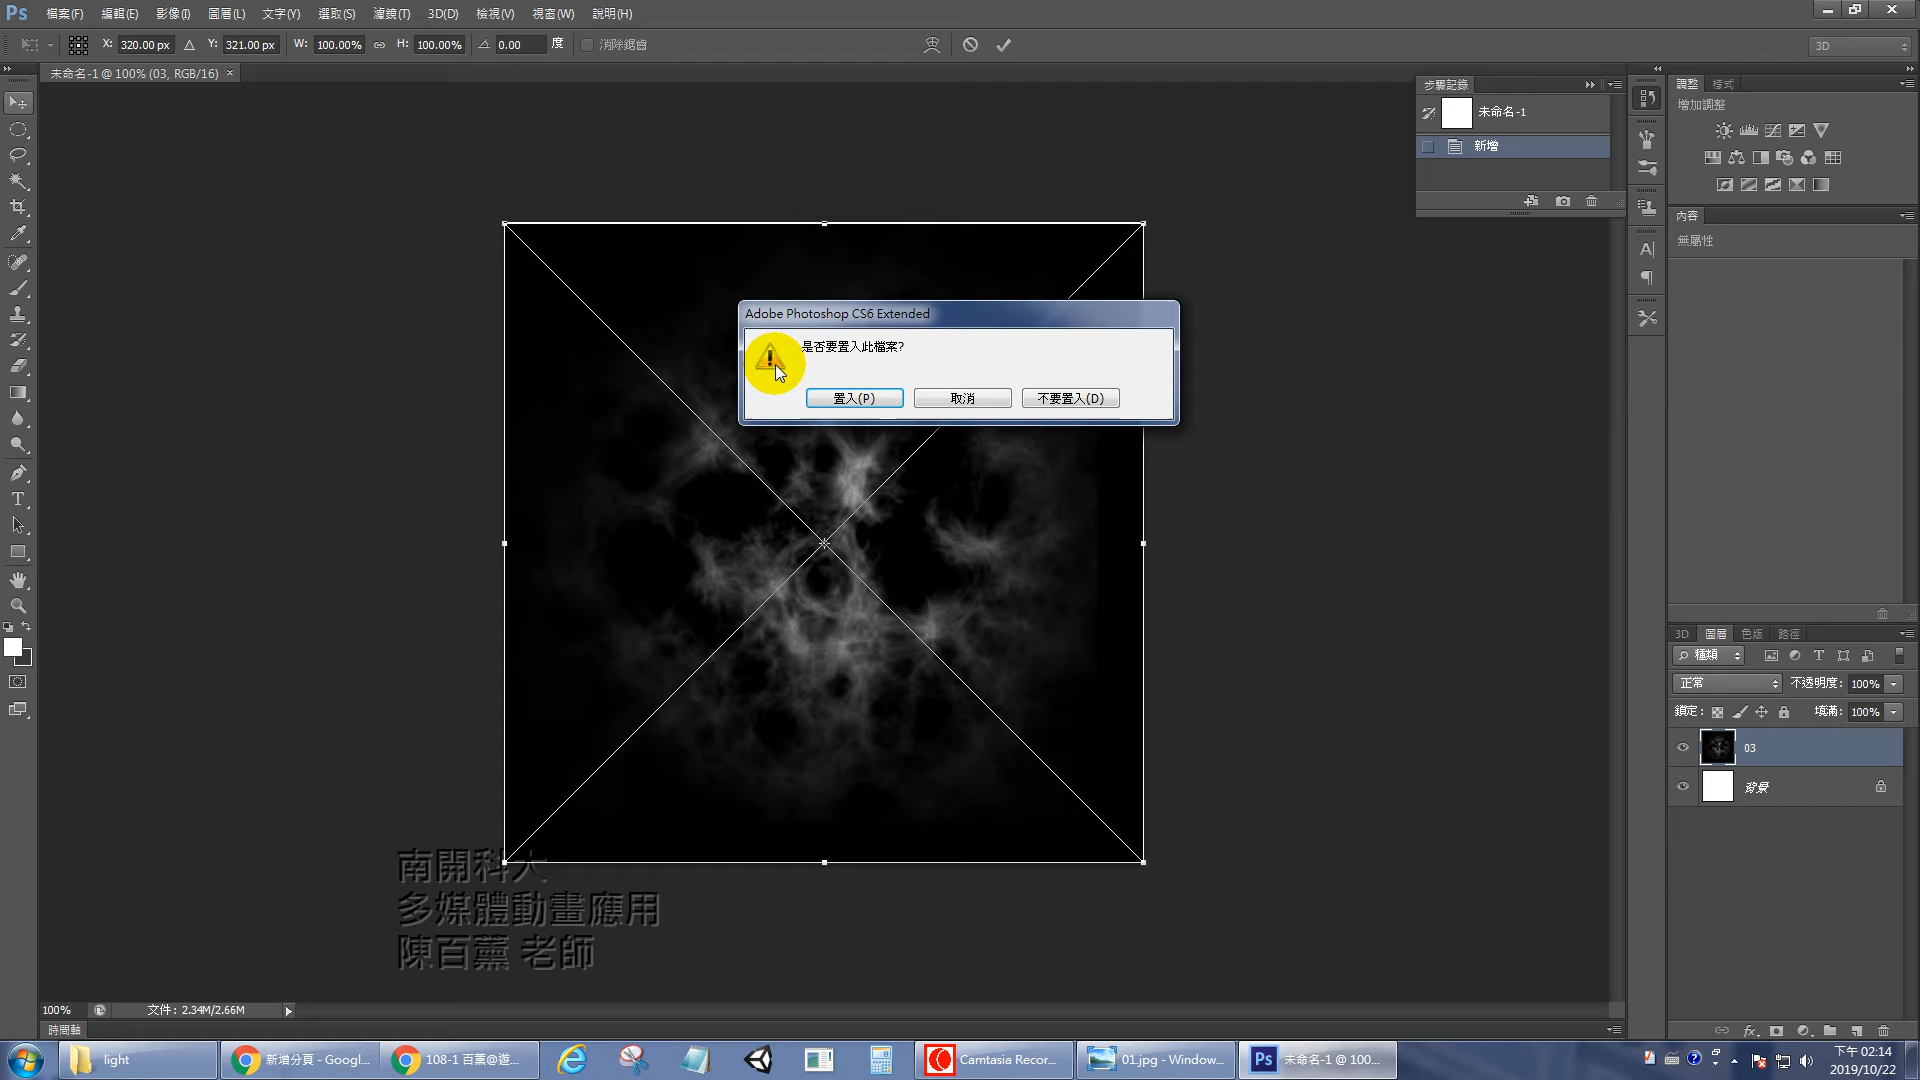 Ps 檔案(F) 編輯(E) 影像(I) 圖層(L) 文字(Y) 選取(S) 濾鏡(T) 3D(D) 檢視(V) 視窗(W) 說明(H)
X: 320.00 px Y: 321.00 px W: 100.00% H: 100.00% 0.00 度 消除鋸齒 3D
未命名-1 @ 100% (03, RGB/16) ×
步驟記錄
未命名-1
新增
調整 樣式
增加調整
內容
無屬性
Adobe Photoshop CS6 Extended
是否要置入此檔案?
置入(P) 取消 不要置入(D)
3D 圖層 色版 路徑
種類
正常 不透明度: 100%
鎖定: 填滿: 100%
03
背景
南開科大
多媒體動畫應用
陳百薰 老師
100% 文件: 2.34M/2.66M
時間軸
light 新增分頁 - Googl... 108-1 百薰@遊... Camtasia Recor... 01.jpg - Window... Ps 未命名-1 @ 100...
下午 02:14
2019/10/22